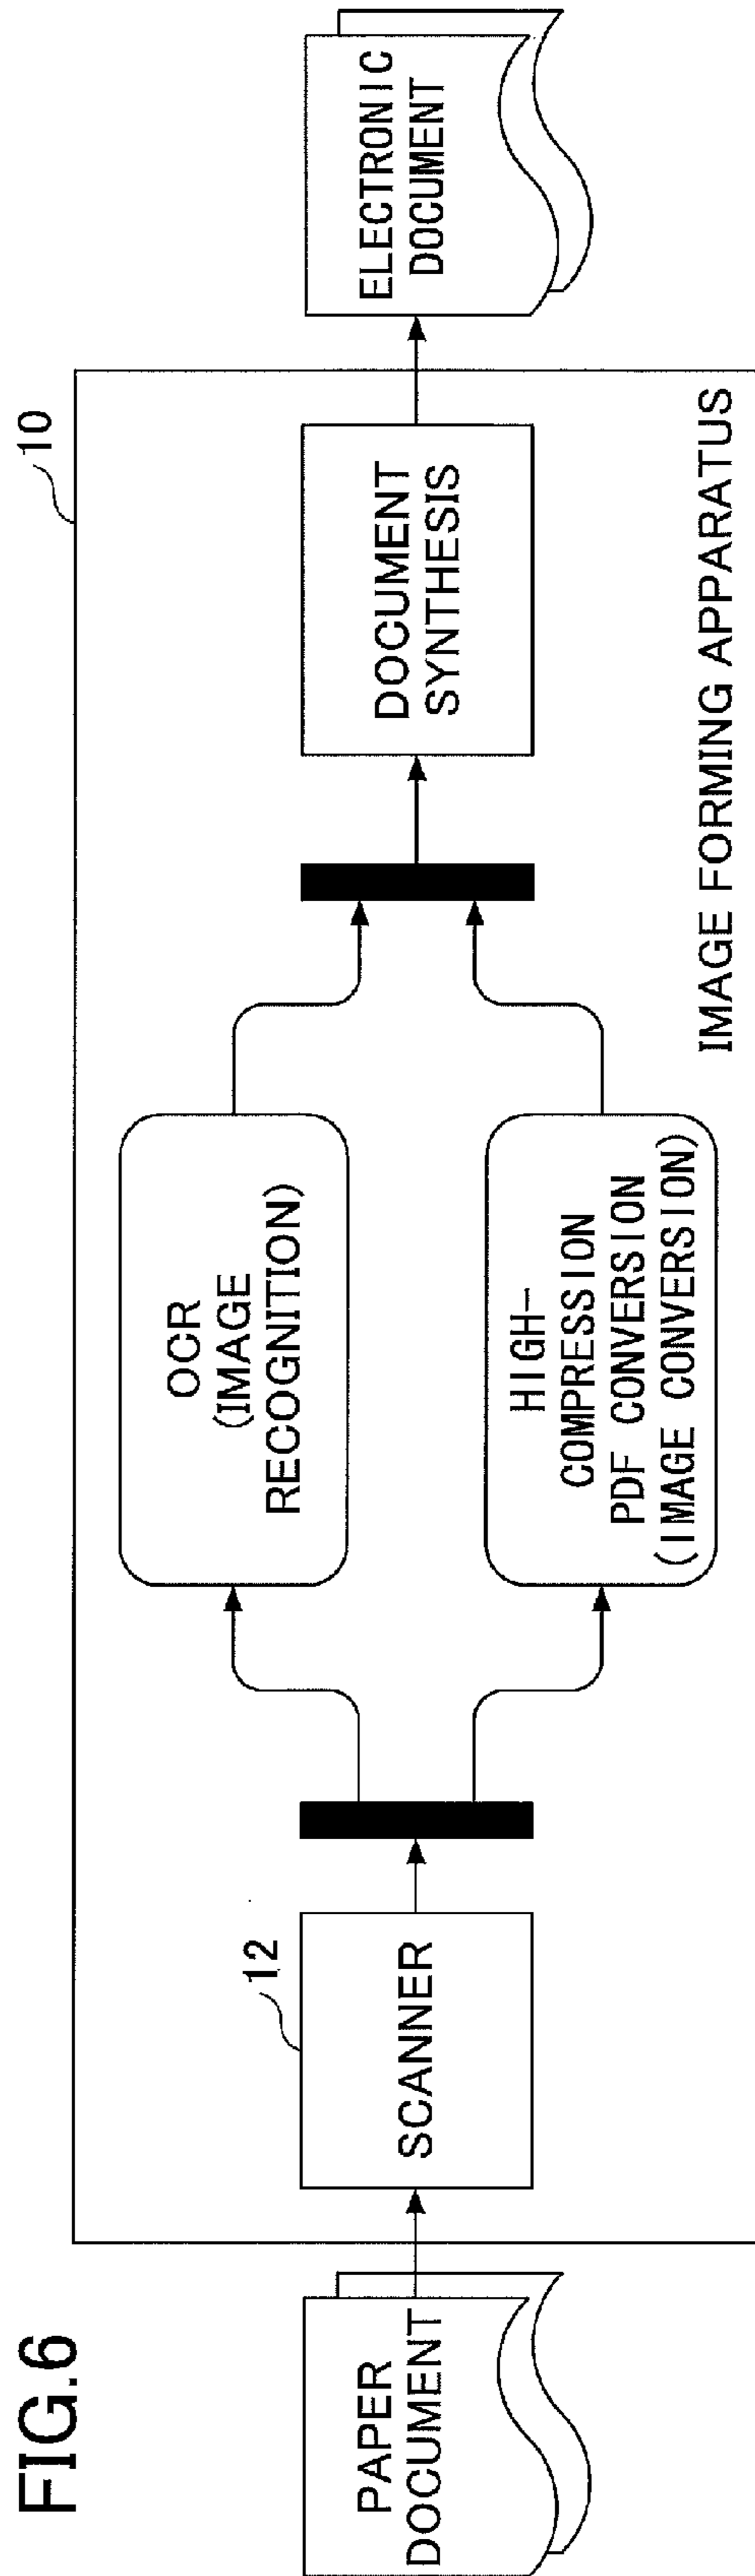 FIG.6
10
PAPER
DOCUMENT
12
SCANNER
OCR
(IMAGE
RECOGNITION)
HIGH-
COMPRESSION
PDF CONVERSION
(IMAGE CONVERSION)
DOCUMENT
SYNTHESIS
ELECTRONIC
DOCUMENT
IMAGE FORMING APPARATUS